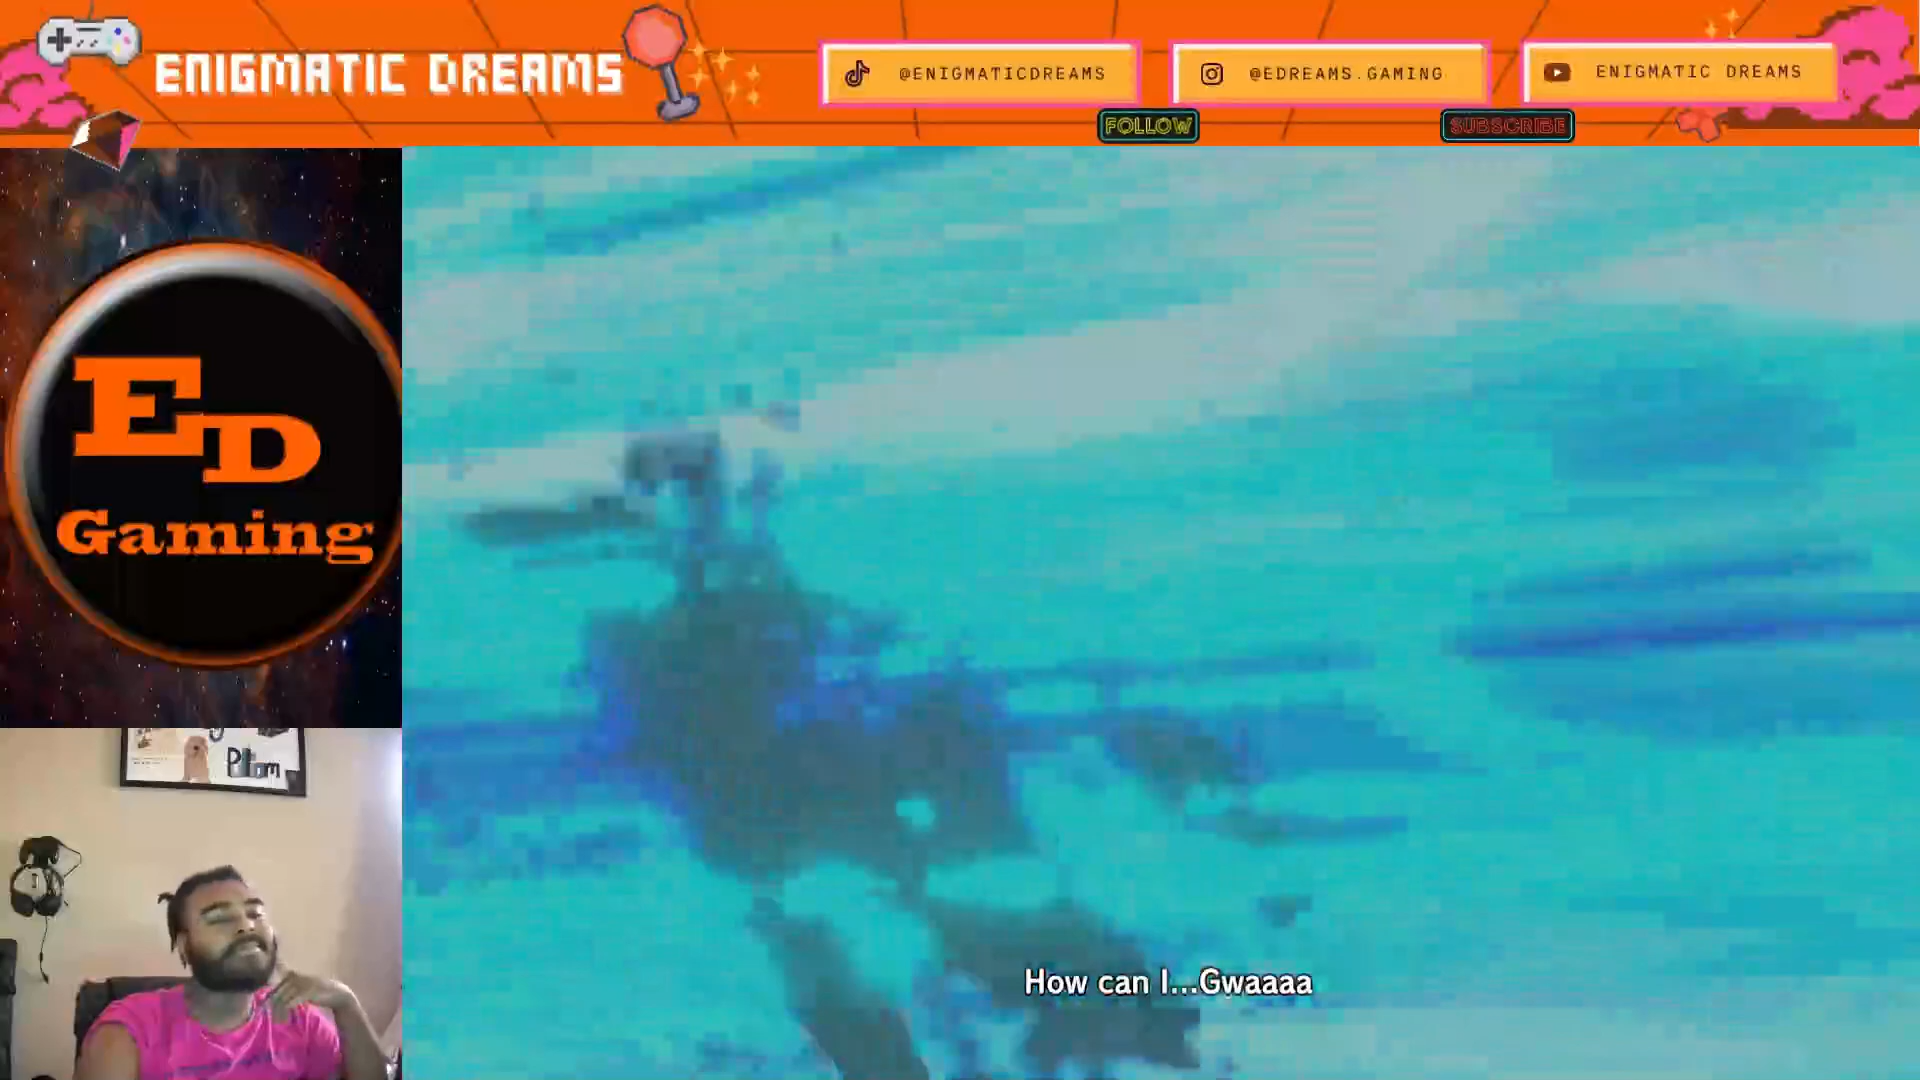 ENIGMATIC DREAMS
@ENIGMATICDREAMS
@EDREAMS.GAMING
ENIGMATIC DREAMS
FOLLOW
SUBSCRIBE
ED
Gaming
How can I...Gwaaaa